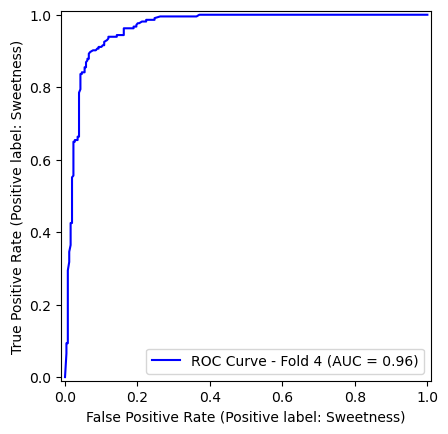 1.0
0.8
0.6
0.4
0.2
0.0
True Positive Rate (Positive label: Sweetness)
ROC Curve - Fold 4 (AUC = 0.96)
0.0 0.2 0.4 0.6 0.8 1.0
False Positive Rate (Positive label: Sweetness)